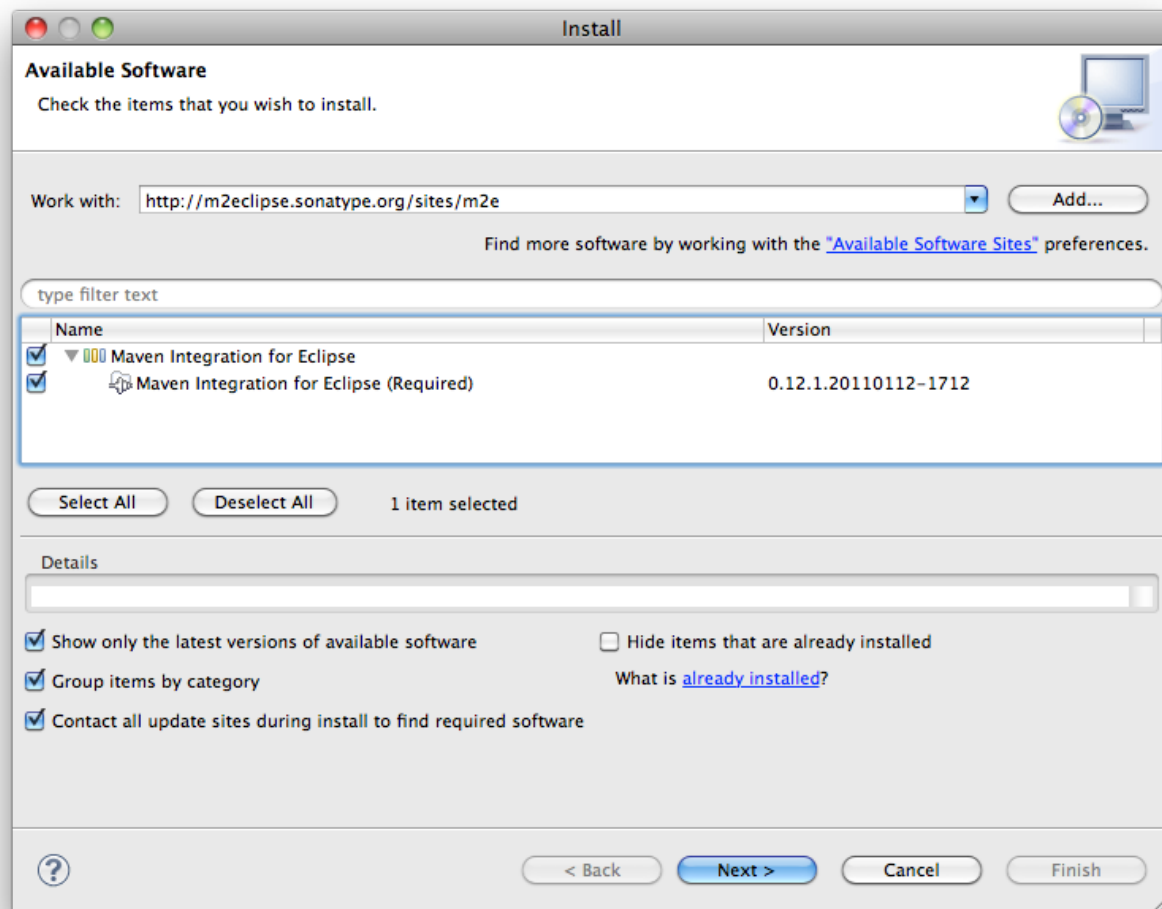 Install
Available Software
Check the items that you wish to install.
Work with: http://m2eclipse.sonatype.org/sites/m2e Add...
Find more software by working with the "Available Software Sites" preferences.
type filter text
Name Version
Maven Integration for Eclipse
Maven Integration for Eclipse (Required) 0.12.1.20110112-1712
Select All Deselect All 1 item selected
Details
Show only the latest versions of available software Hide items that are already installed
Group items by category What is already installed?
Contact all update sites during install to find required software
? < Back Next > Cancel Finish